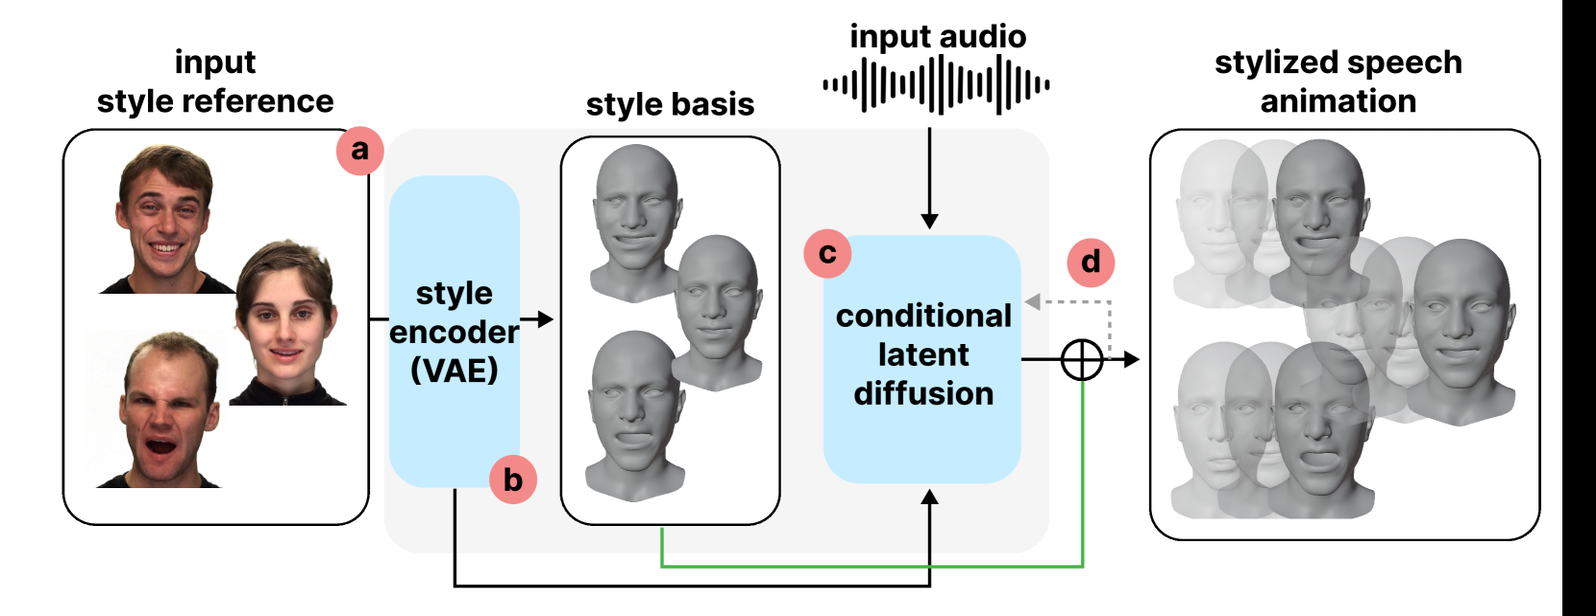 input
style reference
a
style
encoder
(VAE)
b
style basis
input audio
c
conditional
latent
diffusion
d
stylized speech
animation